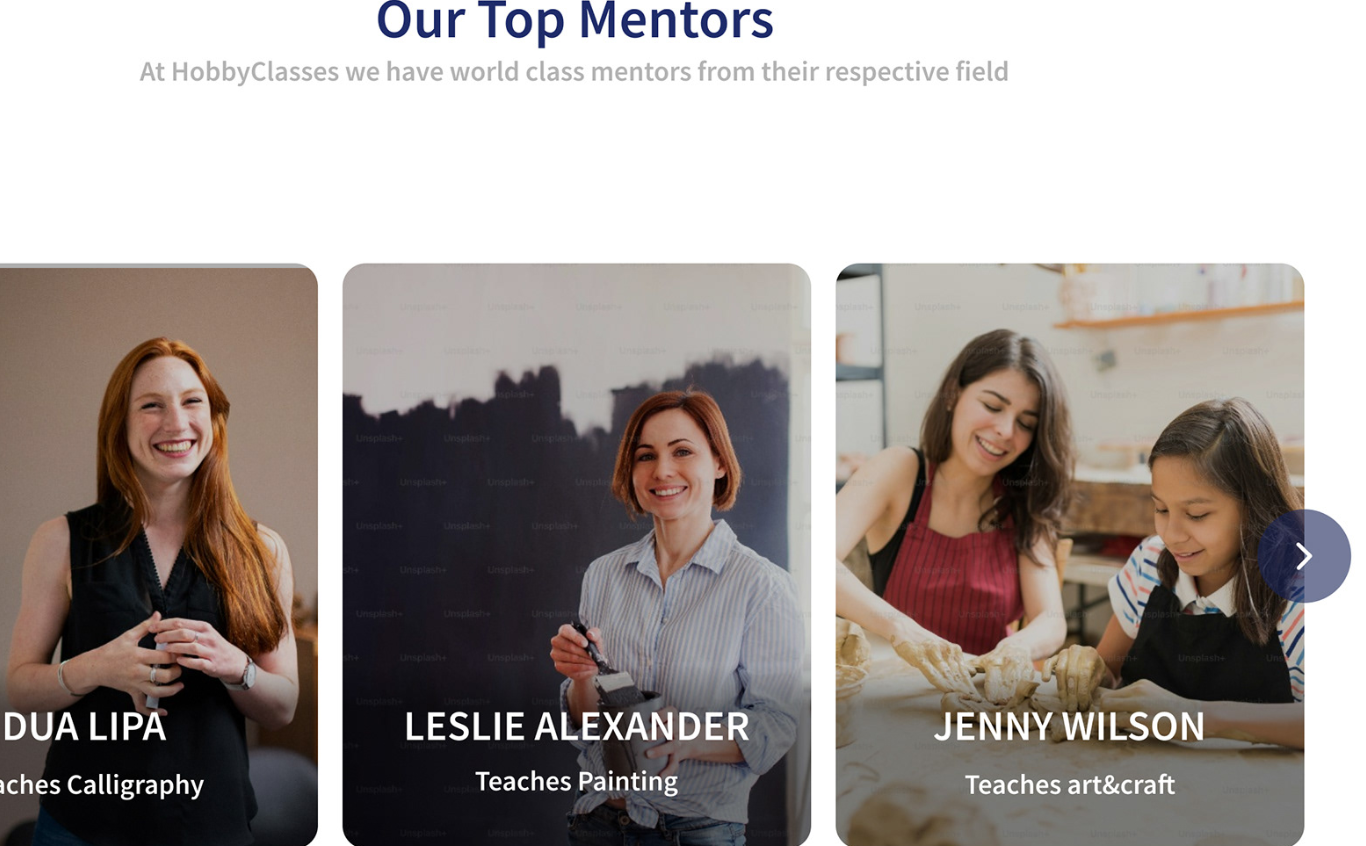 Our Top Mentors
At HobbyClasses we have world class mentors from their respective field
DUA LIPA
aches Calligraphy
LESLIE ALEXANDER
Teaches Painting
JENNY WILSON
Teaches art&craft
Unsplash+